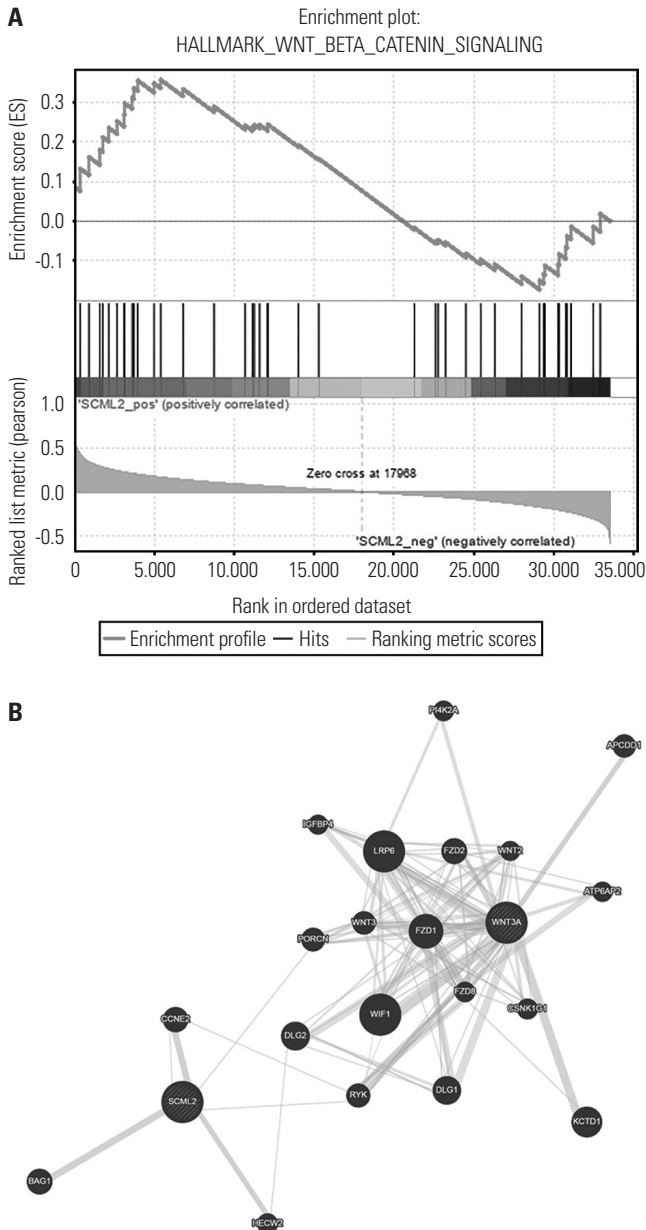 A
Enrichment plot:
HALLMARK_WNT_BETA_CATENIN_SIGNALING
Enrichment score (ES)
0.3
0.2
0.1
0.0
-0.1
'SCML2_pos' (positively correlated)
Ranked list metric (pearson)
1.0
0.5
0.0
-0.5
Zero cross at 17968
'SCML2_neg' (negatively correlated)
0 5.000 10.000 15.000 20.000 25.000 30.000 35.000
Rank in ordered dataset
Enrichment profile Hits Ranking metric scores
B
PI4K2A
APCDD1
IGFBP4
LRP6
FZD2
WNT2
ATP6AP2
WNT3
FZD1
WNT3A
PORCN
FZD8
CSNK1G1
WIF1
CCNE2
DLG2
SCML2
RYK
DLG1
KCTD1
BAG1
HECW2